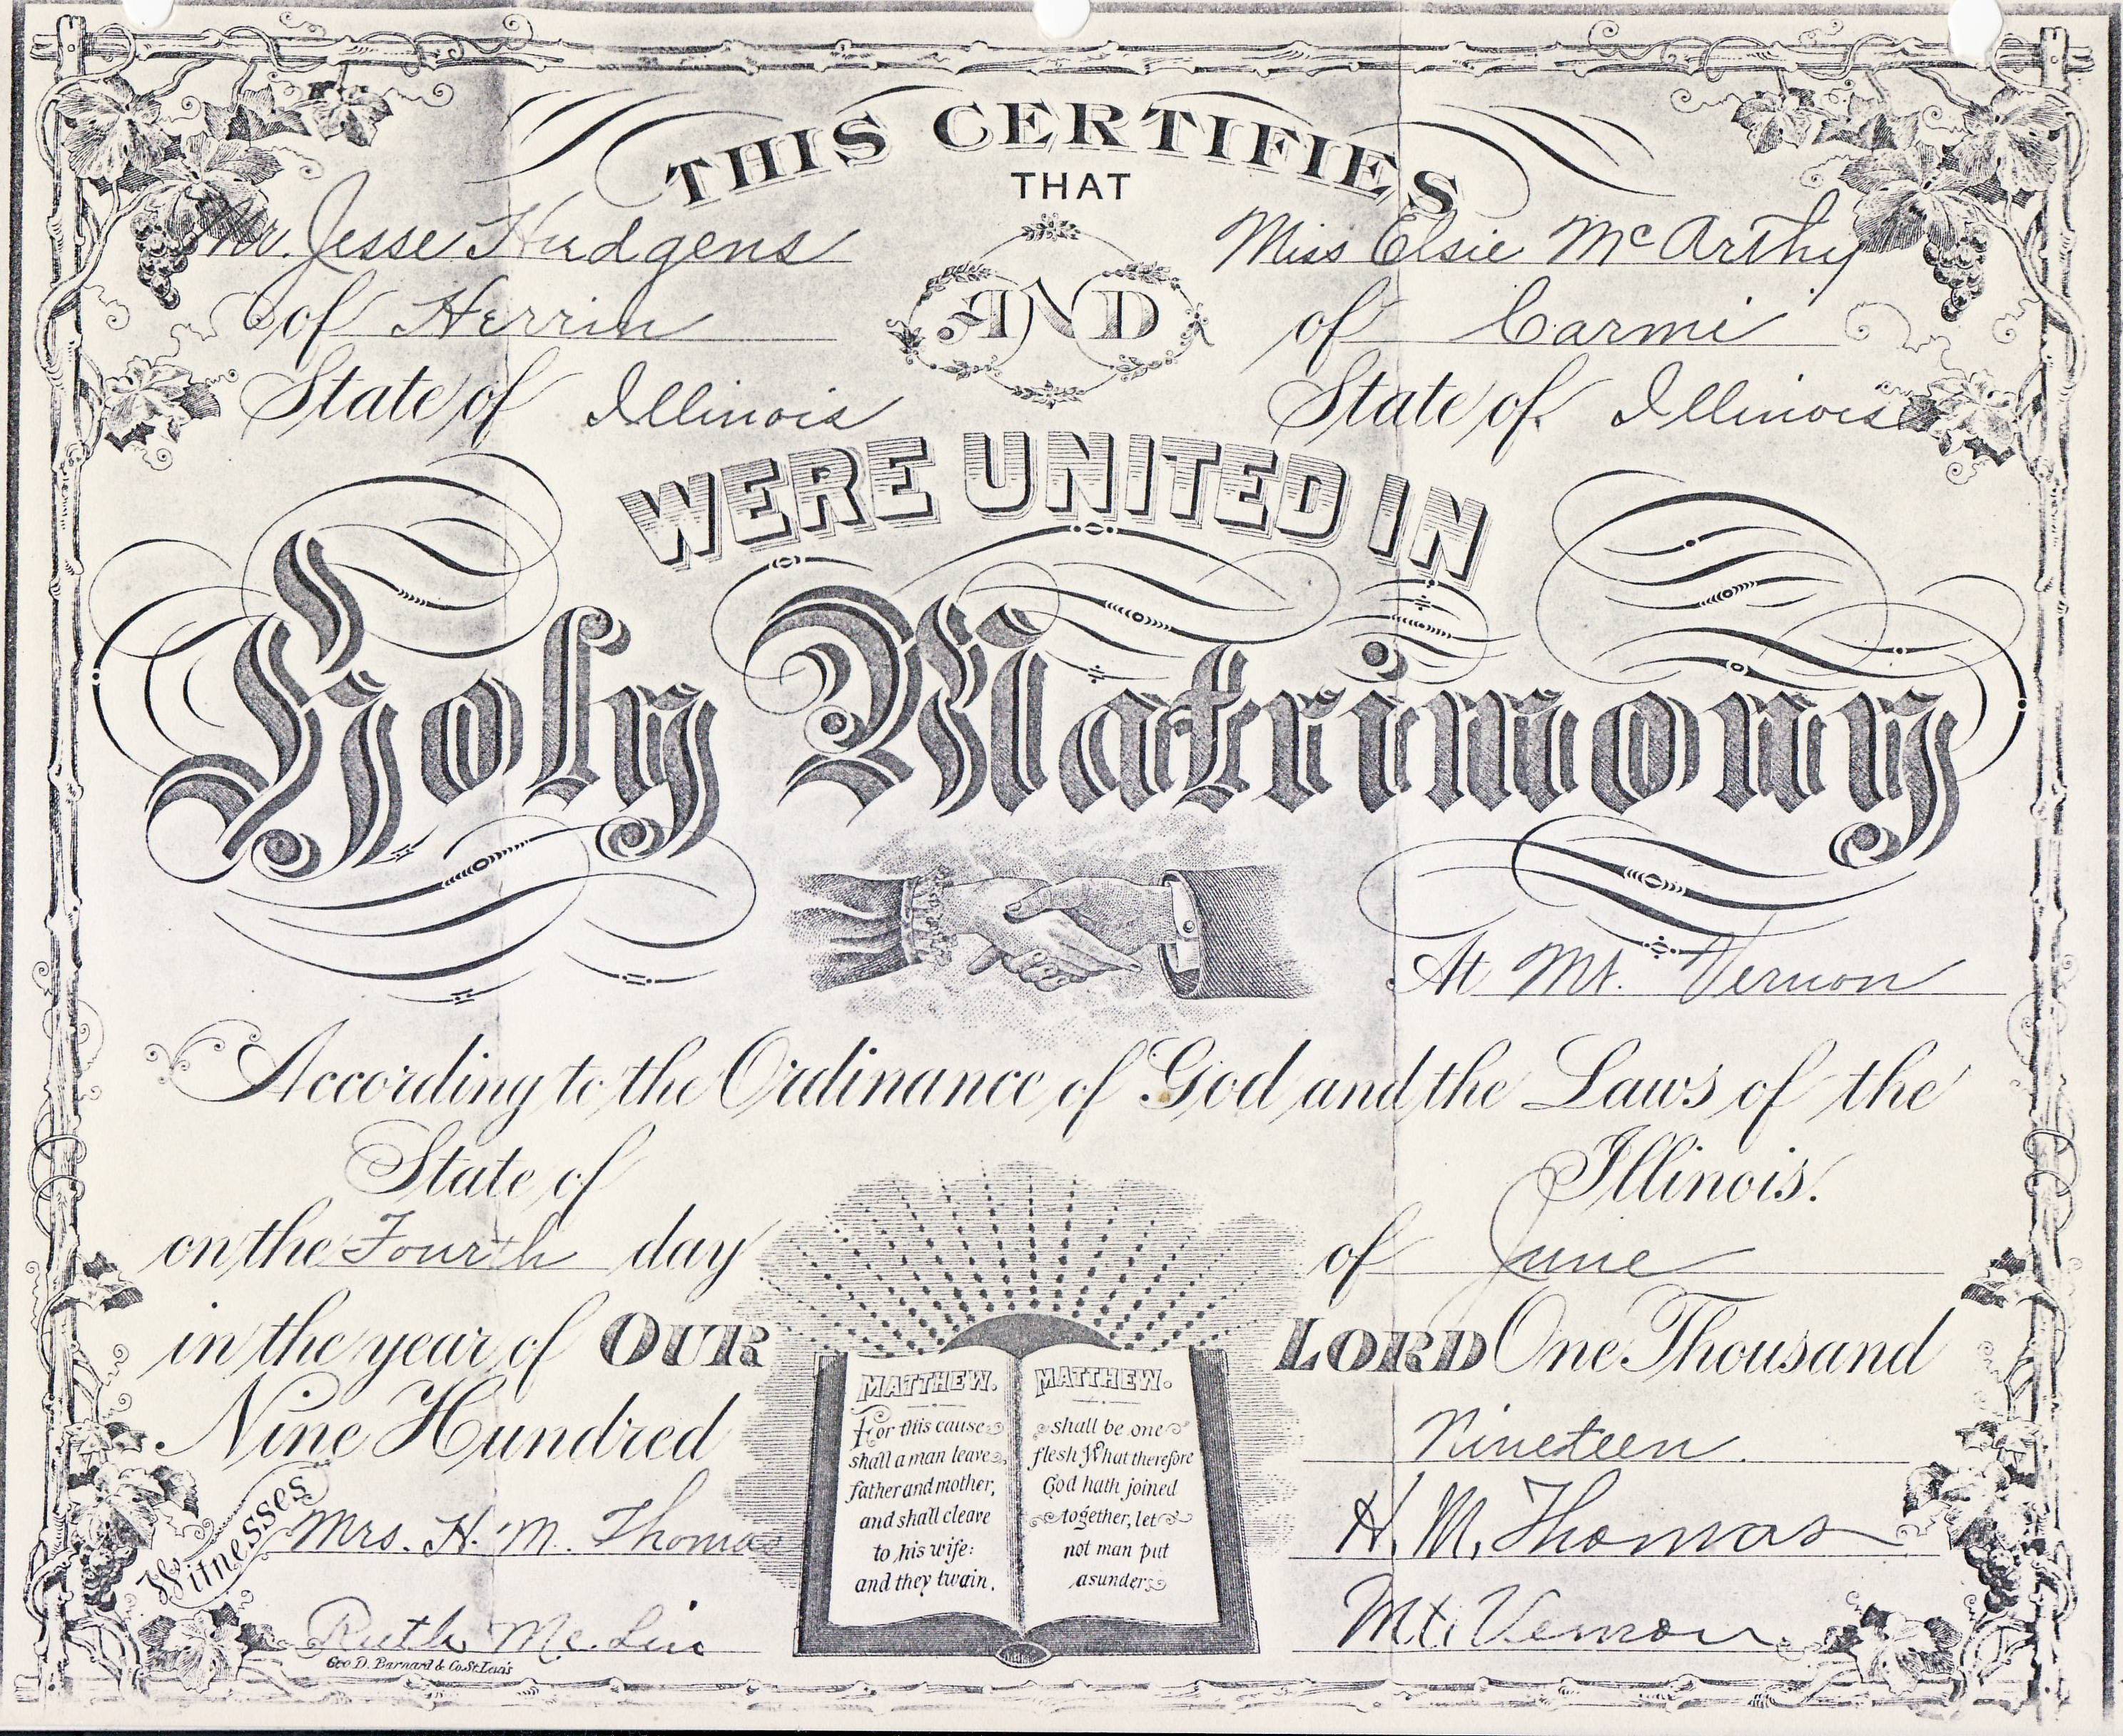 THIS CERTIFIES
THAT
Mr. Jesse Hudgens AND Miss Elsie McArthy
of Herrin of Carmi
State of Illinois State of Illinois
WERE UNITED IN
Holy Matrimony
At Mt. Vernon
According to the Ordinance of God and the Laws of the
State of Illinois.
on the Fourth day of June
in the year of OUR LORD One Thousand
Nine Hundred Nineteen.
MATTHEW.
For this cause
shall a man leave
father and mother,
and shall cleave
to his wife:
and they twain,
MATTHEW.
shall be one
flesh What therefore
God hath joined
together, let
not man put
asunder
Witnesses
Mrs. H. M. Thomas
Ruth Mc. Lin
H. M. Thomas
Mt. Vernon
Geo D. Barnard & Co St. Louis